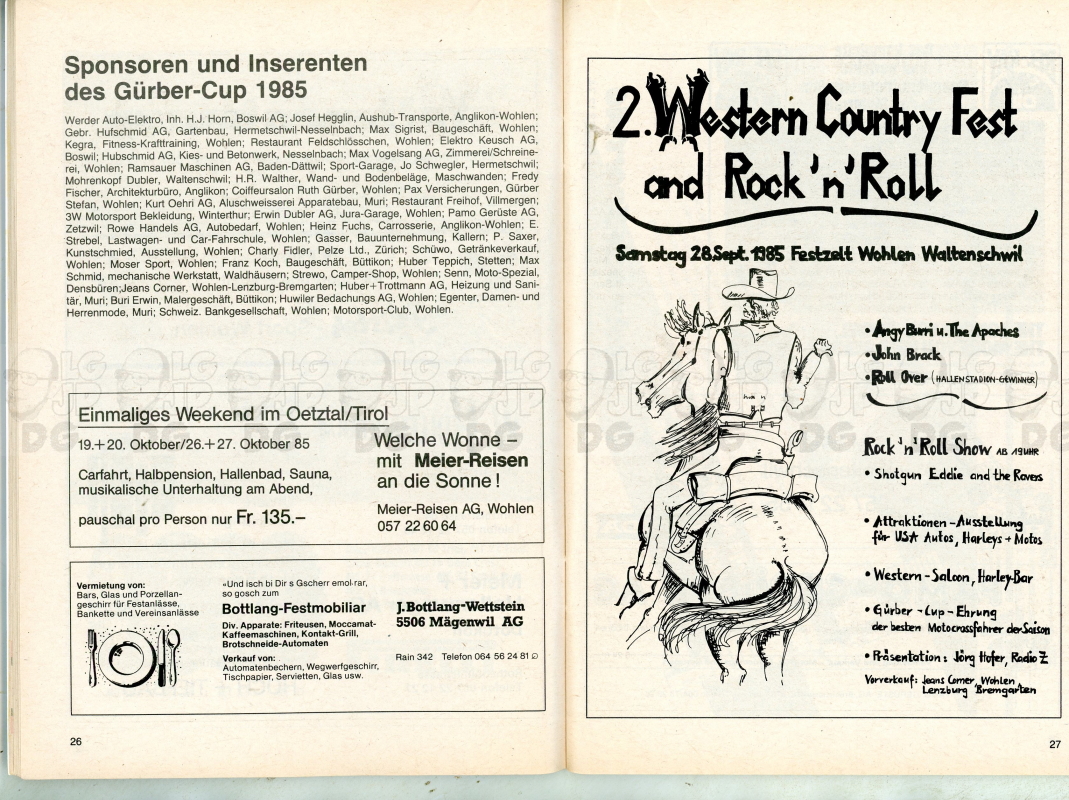 Sponsoren und Inserenten
des Gürber-Cup 1985
Werder Auto-Elektro, Inh. H.J. Horn, Boswil AG; Josef Hegglin, Aushub-Transporte, Anglikon-Wohlen;
Gebr. Hufschmid AG, Gartenbau, Hermetschwil-Nesselnbach; Max Sigrist, Baugeschäft, Wohlen;
Kegra, Fitness-Krafttraining, Wohlen; Restaurant Feldschlösschen, Wohlen; Elektro Keusch AG,
Boswil; Hubschmid AG, Kies- und Betonwerk, Nesselnbach; Max Vogelsang AG, Zimmerei/Schreine-
rei, Wohlen; Ramsauer Maschinen AG, Baden-Dättwil; Sport-Garage, Jo Schwegler, Hermetschwil;
Mohrenkopf Dubler, Waltenschwil; H.R. Walther, Wand- und Bodenbeläge, Maschwanden; Fredy
Fischer, Architekturbüro, Anglikon; Coiffeursalon Ruth Gürber, Wohlen; Pax Versicherungen, Gürber
Stefan, Wohlen; Kurt Oehri AG, Aluschweisserei Apparatebau, Muri; Restaurant Freihof, Villmergen;
3W Motorsport Bekleidung, Winterthur; Erwin Dubler AG, Jura-Garage, Wohlen; Pamo Gerüste AG,
Zetzwil; Rowe Handels AG, Autobedarf, Wohlen; Heinz Fuchs, Carrosserie, Anglikon-Wohlen; E.
Strebel, Lastwagen- und Car-Fahrschule, Wohlen; Gasser, Bauunternehmung, Kallern; P. Saxer,
Kunstschmied, Ausstellung, Wohlen; Charly Fidler, Pelze Ltd., Zürich; Schüwo, Getränkeverkauf,
Wohlen; Moser Sport, Wohlen; Franz Koch, Baugeschäft, Büttikon; Huber Teppich, Stetten; Max
Schmid, mechanische Werkstatt, Waldhäusern; Strewo, Camper-Shop, Wohlen; Senn, Moto-Spezial,
Densbüren;Jeans Corner, Wohlen-Lenzburg-Bremgarten; Huber+Trottmann AG, Heizung und Sani-
tär, Muri; Buri Erwin, Malergeschäft, Büttikon; Huwiler Bedachungs AG, Wohlen; Egenter, Damen- und
Herrenmode, Muri; Schweiz. Bankgesellschaft, Wohlen; Motorsport-Club, Wohlen.
Einmaliges Weekend im Oetztal/Tirol
19.+20. Oktober/26.+27. Oktober 85
Carfahrt, Halbpension, Hallenbad, Sauna,
musikalische Unterhaltung am Abend,
pauschal pro Person nur Fr. 135.–
Welche Wonne –
mit Meier-Reisen
an die Sonne!
Meier-Reisen AG, Wohlen
057 22 60 64
Vermietung von:
Bars, Glas und Porzellan-
geschirr für Festanlässe,
Bankette und Vereinsanlässe
«Und isch bi Dir s Gscherr emol rar,
so gosch zum
Bottlang-Festmobiliar
Div. Apparate: Friteusen, Moccamat-
Kaffeemaschinen, Kontakt-Grill,
Brotschneide-Automaten
Verkauf von:
Automatenbechern, Wegwerfgeschirr,
Tischpapier, Servietten, Glas usw.
J. Bottlang-Wettstein
5506 Mägenwil AG
Rain 342 Telefon 064 56 24 81
26
2. Western Country Fest
and Rock 'n' Roll
Samstag 28.Sept. 1985 Festzelt Wohlen Waltenschwil
• Angy Burri u. The Apaches
• John Brack
• Roll Over (HALLENSTADION-GEWINNER)
Rock 'n' Roll Show AB 19 UHR
• Shotgun Eddie and the Ravers
• Attraktionen - Ausstellung
für USA Autos, Harleys + Motos
• Western - Saloon, Harley-Bar
• Gürber - Cup - Ehrung
der besten Motocrossfahrer der Saison
• Präsentation: Jörg Hofer, Radio Z
Vorverkauf: Jeans Corner, Wohlen
Lenzburg Bremgarten
27
LG
JP
DG